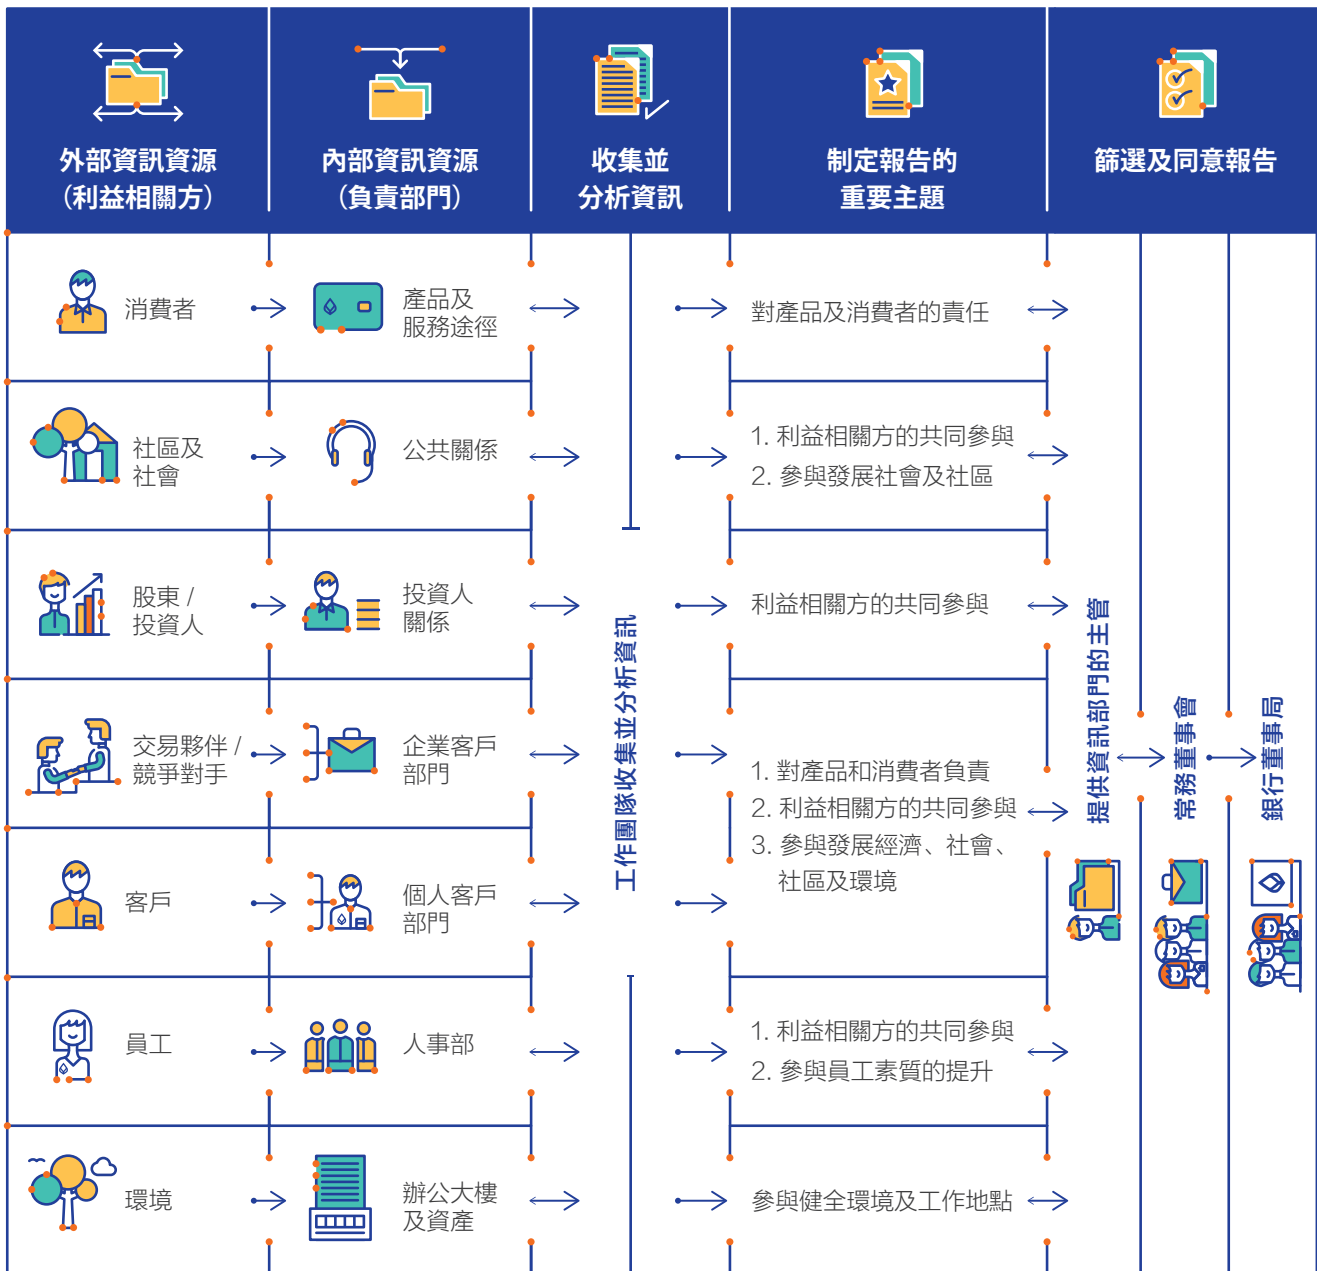 外部資訊資源
（利益相關方）
內部資訊資源
（負責部門）
收集並
分析資訊
制定報告的
重要主題
篩選及同意報告
消費者
產品及
服務途徑
對產品及消費者的責任
社區及
社會
公共關係
1. 利益相關方的共同參與
2. 參與發展社會及社區
股東 /
投資人
投資人
關係
利益相關方的共同參與
交易夥伴 /
競爭對手
企業客戶
部門
1. 對產品和消費者負責
2. 利益相關方的共同參與
3. 參與發展經濟、社會、
社區及環境
客戶
個人客戶
部門
員工
人事部
1. 利益相關方的共同參與
2. 參與員工素質的提升
環境
辦公大樓
及資產
參與健全環境及工作地點
工作團隊收集並分析資訊
提供資訊部門的主管
常務董事會
銀行董事局